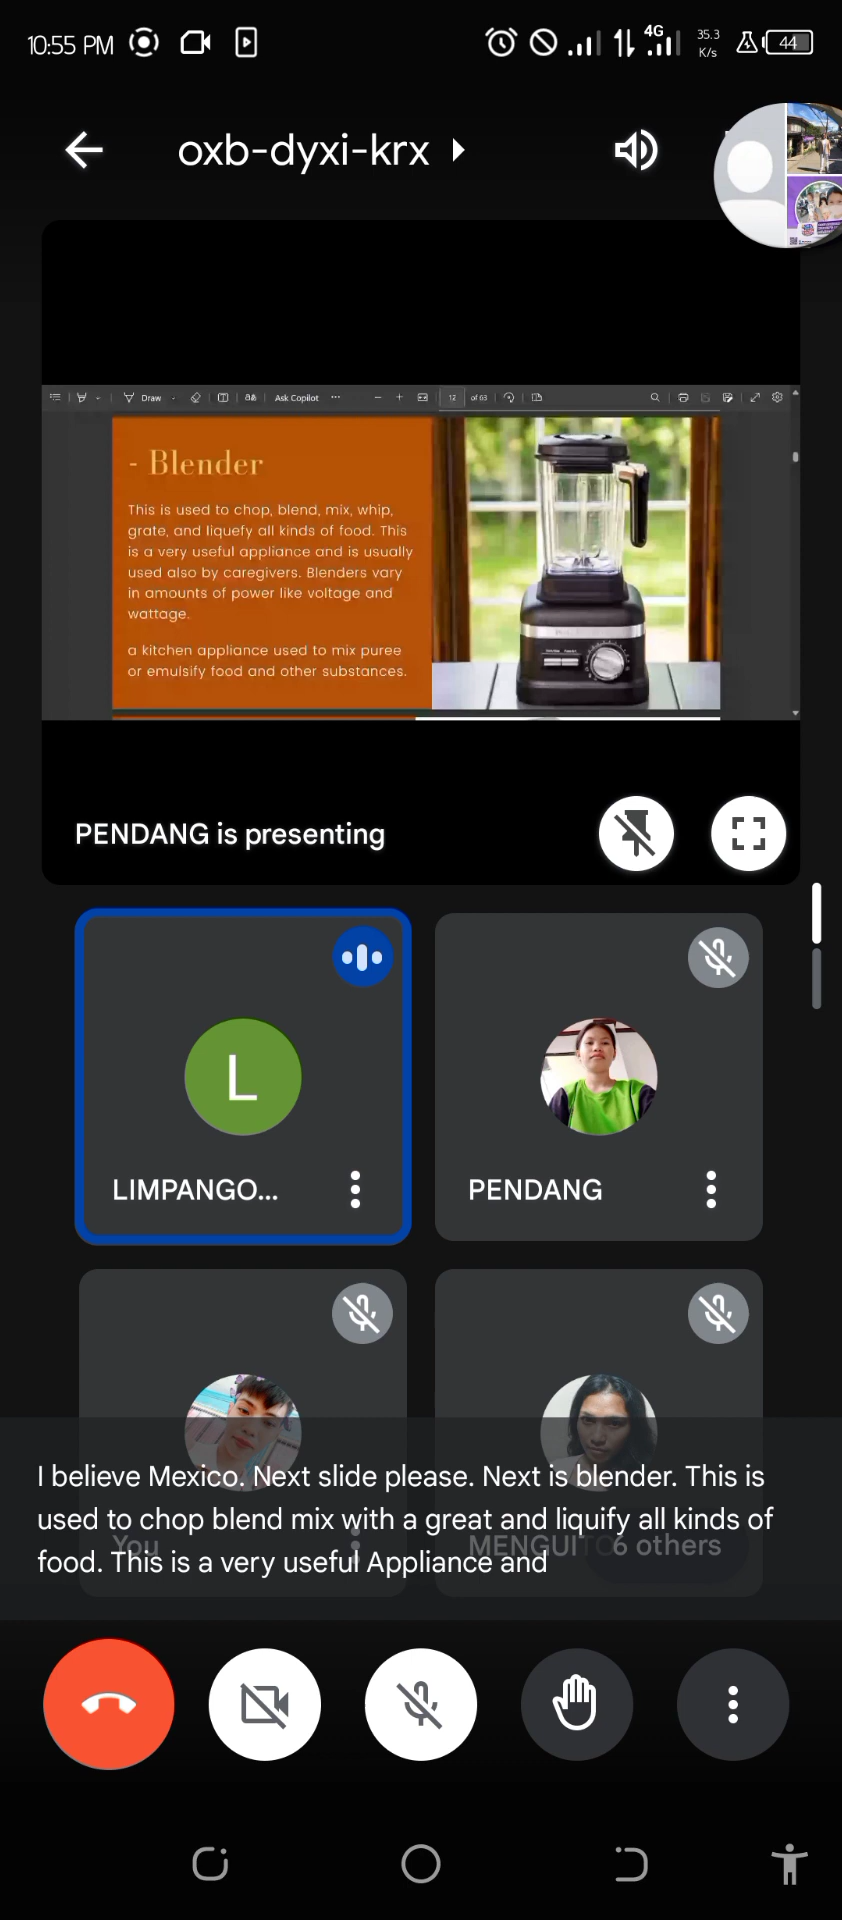 10:55 PM
4G
35.3
K/s
44
oxb-dyxi-krx
Draw
Ask Copilot
12
of 63
- Blender
This is used to chop, blend, mix, whip,
grate, and liquefy all kinds of food. This
is a very useful appliance and is usually
used also by caregivers. Blenders vary
in amounts of power like voltage and
wattage.
a kitchen appliance used to mix puree
or emulsify food and other substances.
PENDANG is presenting
L
LIMPANGO...
PENDANG
I believe Mexico. Next slide please. Next is blender. This is
used to chop blend mix with a great and liquify all kinds of
food. This is a very useful Appliance and
You
MENGUITO
6 others